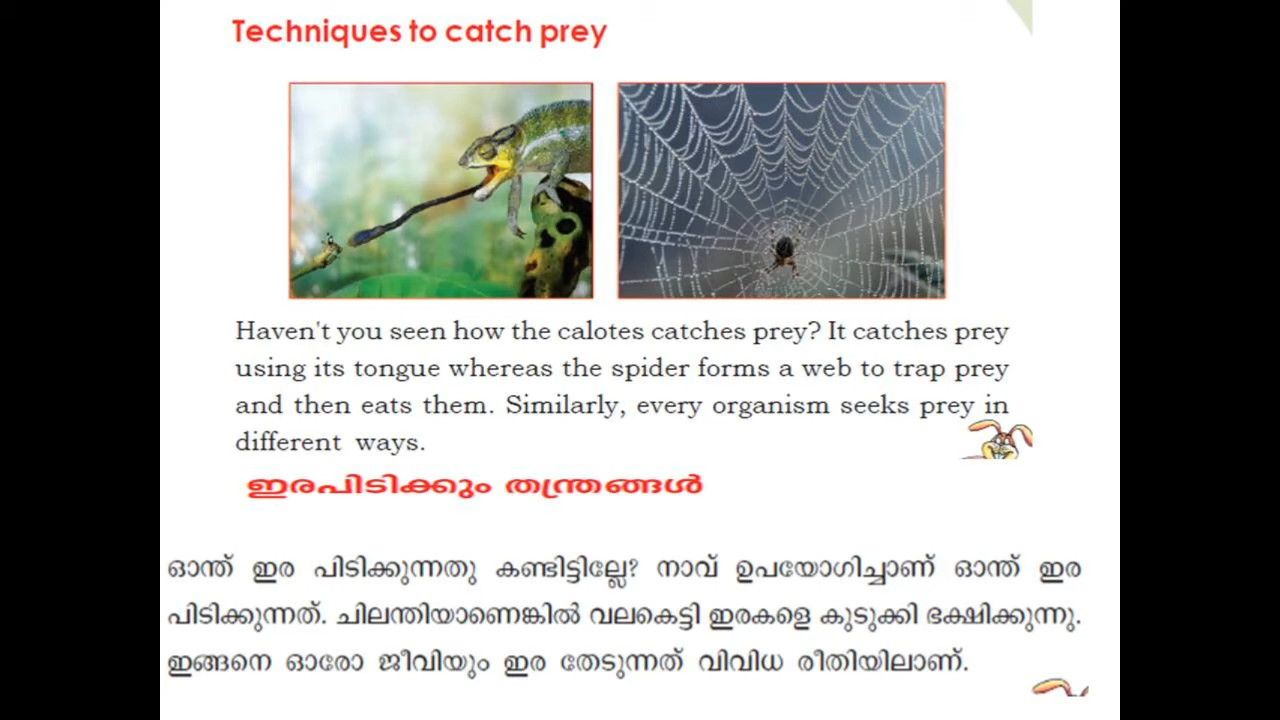 Techniques to catch prey
Haven't you seen how the calotes catches prey? It catches prey
using its tongue whereas the spider forms a web to trap prey
and then eats them. Similarly, every organism seeks prey in
different ways.
ഇരപിടിക്കും തന്ത്രങ്ങൾ
ഓന്ത് ഇര പിടിക്കുന്നതു കണ്ടിട്ടില്ലേ? നാവ് ഉപയോഗിച്ചാണ് ഓന്ത് ഇര
പിടിക്കുന്നത്. ചിലന്തിയാണെങ്കിൽ വലകെട്ടി ഇരകളെ കുടുക്കി ഭക്ഷിക്കുന്നു.
ഇങ്ങനെ ഓരോ ജീവിയും ഇര തേടുന്നത് വിവിധ രീതിയിലാണ്.